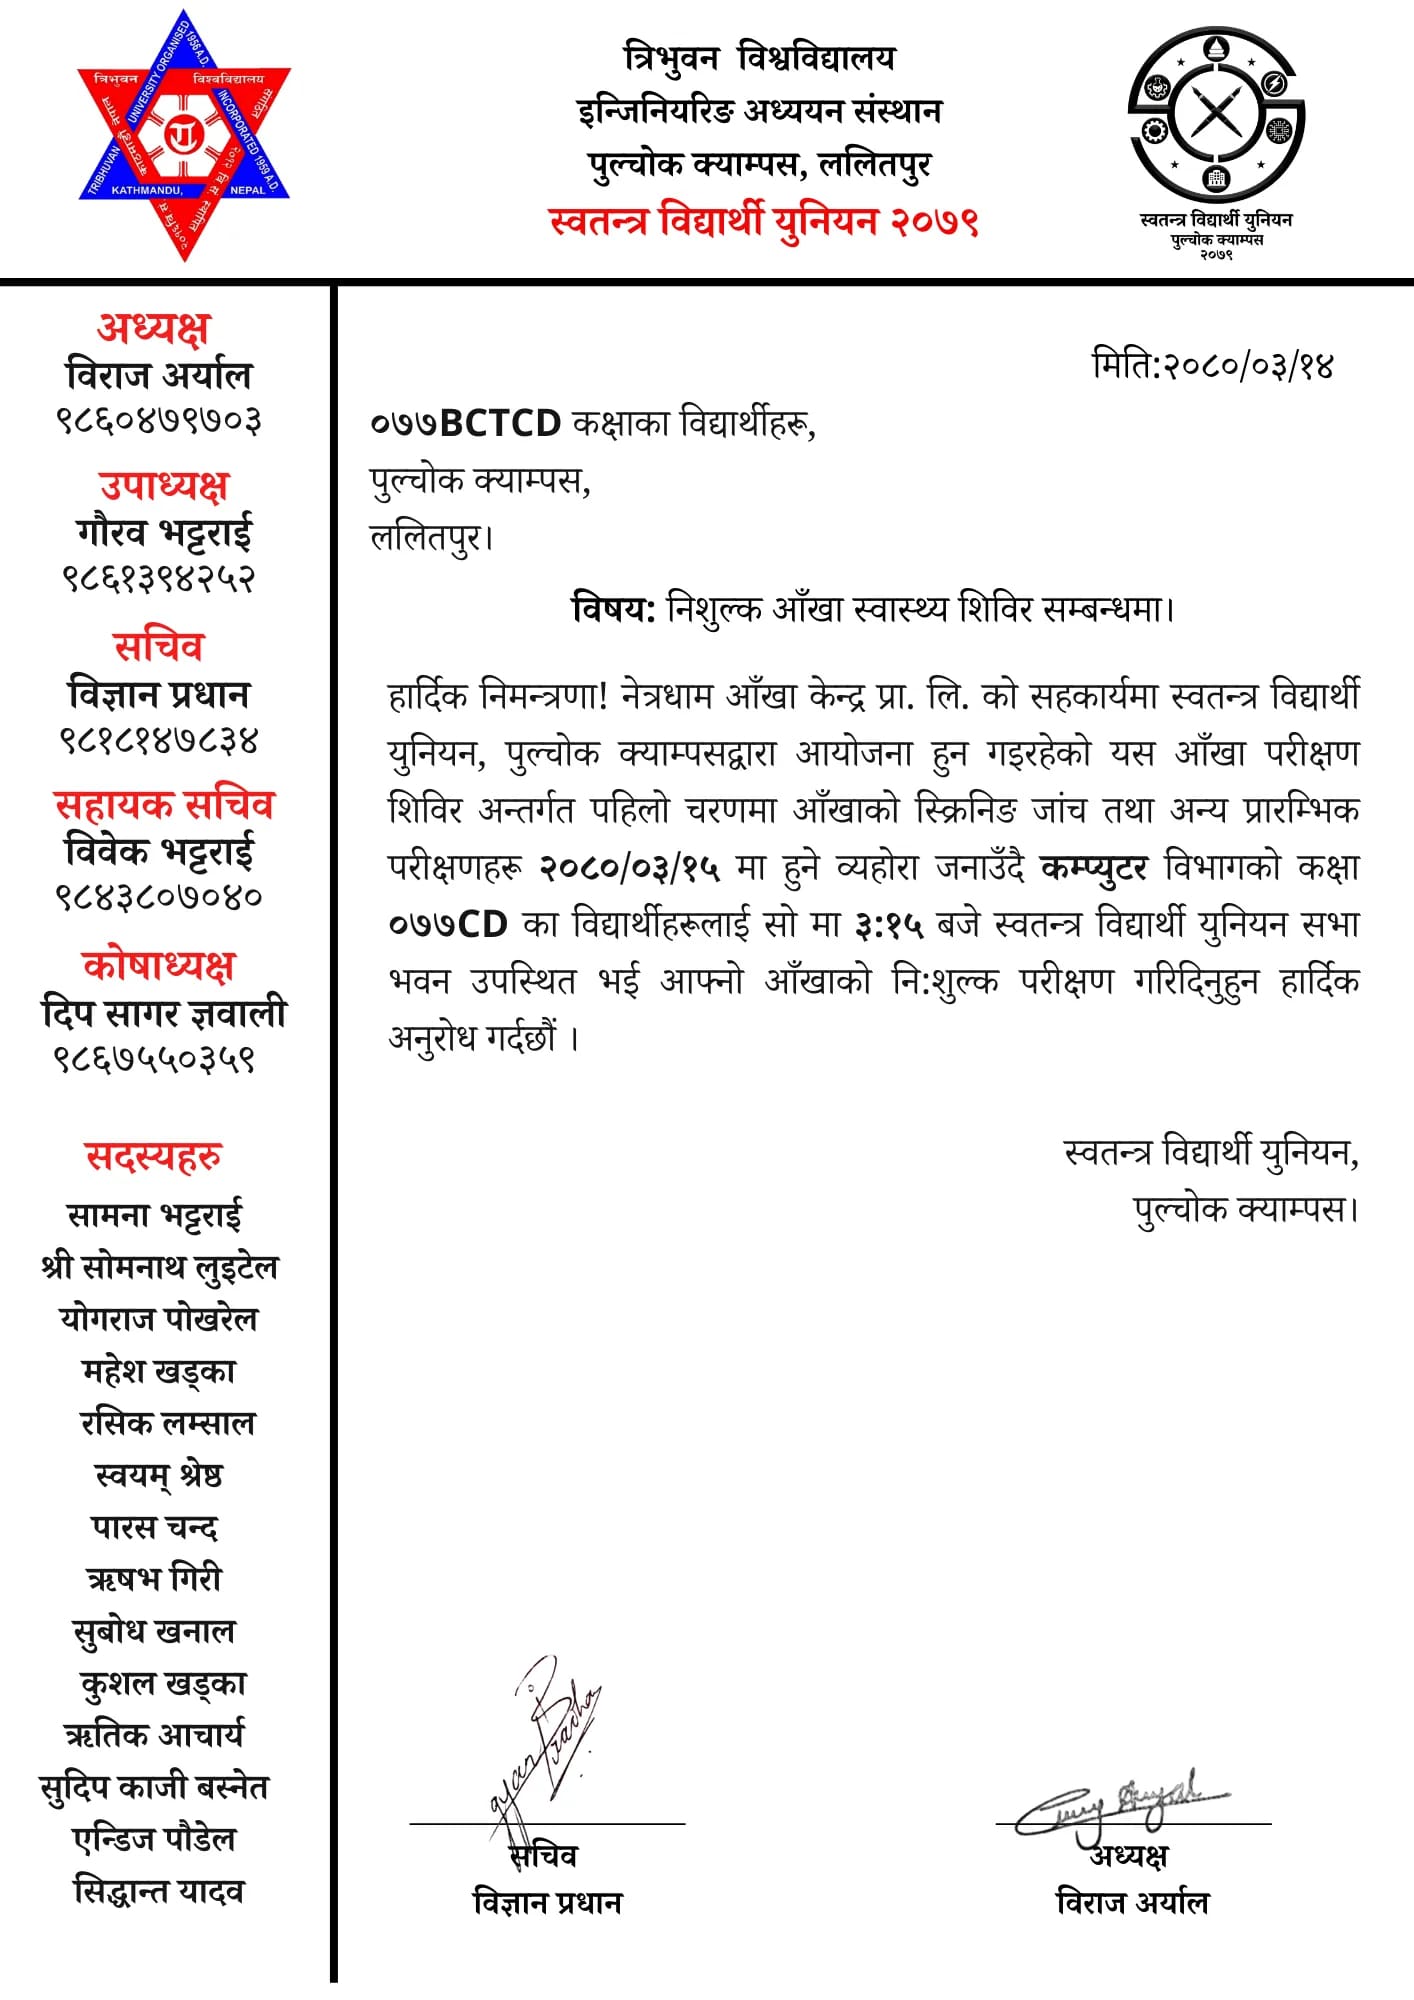 त्रिभुवन विश्वविद्यालय
UNIVERSITY ORGANISED 1956 A.D.
INCORPORATED 1959 A.D.
TRIBHUVAN
KATHMANDU, NEPAL
त्रिभुवन विश्वविद्यालय
इन्जिनियरिङ अध्ययन संस्थान
पुल्चोक क्याम्पस, ललितपुर
स्वतन्त्र विद्यार्थी युनियन २०७९
स्वतन्त्र विद्यार्थी युनियन
पुल्चोक क्याम्पस
२०७९
अध्यक्ष
विराज अर्याल
९८६०४७९७०३
उपाध्यक्ष
गौरव भट्टराई
९८६१३९४२५२
सचिव
विज्ञान प्रधान
९८१८१४७८३४
सहायक सचिव
विवेक भट्टराई
९८४३८०७०४०
कोषाध्यक्ष
दिप सागर ज्ञवाली
९८६७५५०३५९
सदस्यहरु
सामना भट्टराई
श्री सोमनाथ लुइटेल
योगराज पोखरेल
महेश खड्का
रसिक लम्साल
स्वयम् श्रेष्ठ
पारस चन्द
ऋषभ गिरी
सुबोध खनाल
कुशल खड्का
ऋतिक आचार्य
सुदिप काजी बस्नेत
एन्डिज पौडेल
सिद्धान्त यादव
मिति:२०८०/०३/१४
०७७BCTCD कक्षाका विद्यार्थीहरू,
पुल्चोक क्याम्पस,
ललितपुर।
विषय: निशुल्क आँखा स्वास्थ्य शिविर सम्बन्धमा।
हार्दिक निमन्त्रणा! नेत्रधाम आँखा केन्द्र प्रा. लि. को सहकार्यमा स्वतन्त्र विद्यार्थी
युनियन, पुल्चोक क्याम्पसद्वारा आयोजना हुन गइरहेको यस आँखा परीक्षण
शिविर अन्तर्गत पहिलो चरणमा आँखाको स्क्रिनिङ जांच तथा अन्य प्रारम्भिक
परीक्षणहरू २०८०/०३/१५ मा हुने व्यहोरा जनाउँदै कम्प्युटर विभागको कक्षा
०७७CD का विद्यार्थीहरूलाई सो मा ३:१५ बजे स्वतन्त्र विद्यार्थी युनियन सभा
भवन उपस्थित भई आफ्नो आँखाको नि:शुल्क परीक्षण गरिदिनुहुन हार्दिक
अनुरोध गर्दछौं ।
स्वतन्त्र विद्यार्थी युनियन,
पुल्चोक क्याम्पस।
सचिव
विज्ञान प्रधान
अध्यक्ष
विराज अर्याल